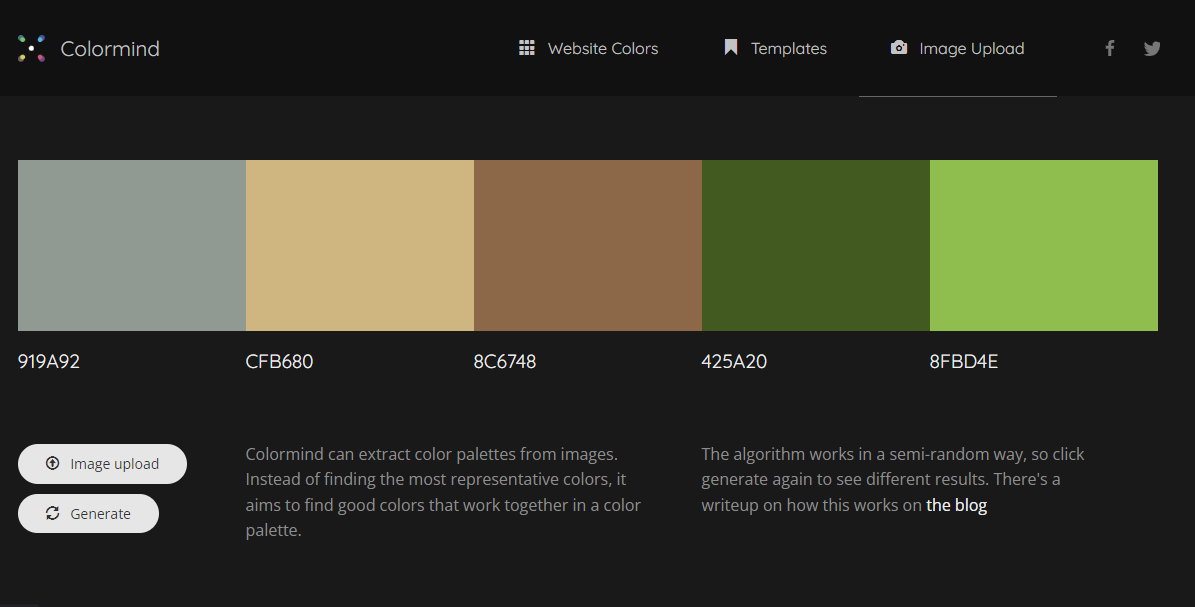 Colormind
Website Colors
Templates
Image Upload
919A92
CFB680
8C6748
425A20
8FBD4E
Image upload
Generate
Colormind can extract color palettes from images.
Instead of finding the most representative colors, it
aims to find good colors that work together in a color
palette.
The algorithm works in a semi-random way, so click
generate again to see different results. There's a
writeup on how this works on the blog